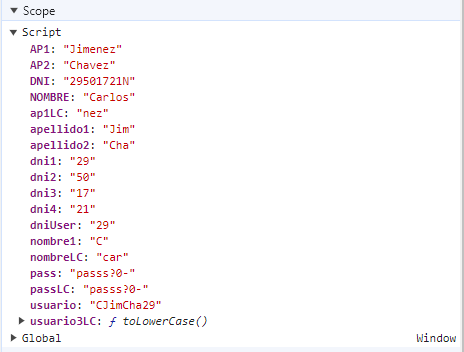 Scope
Script
AP1: "Jimenez"
AP2: "Chavez"
DNI: "29501721N"
NOMBRE: "Carlos"
ap1LC: "nez"
apellido1: "Jim"
apellido2: "Cha"
dni1: "29"
dni2: "50"
dni3: "17"
dni4: "21"
dniUser: "29"
nombre1: "C"
nombreLC: "car"
pass: "passs?0-"
passLC: "passs?0-"
usuario: "CJimCha29"
usuario3LC: ƒ toLowerCase()
Global Window